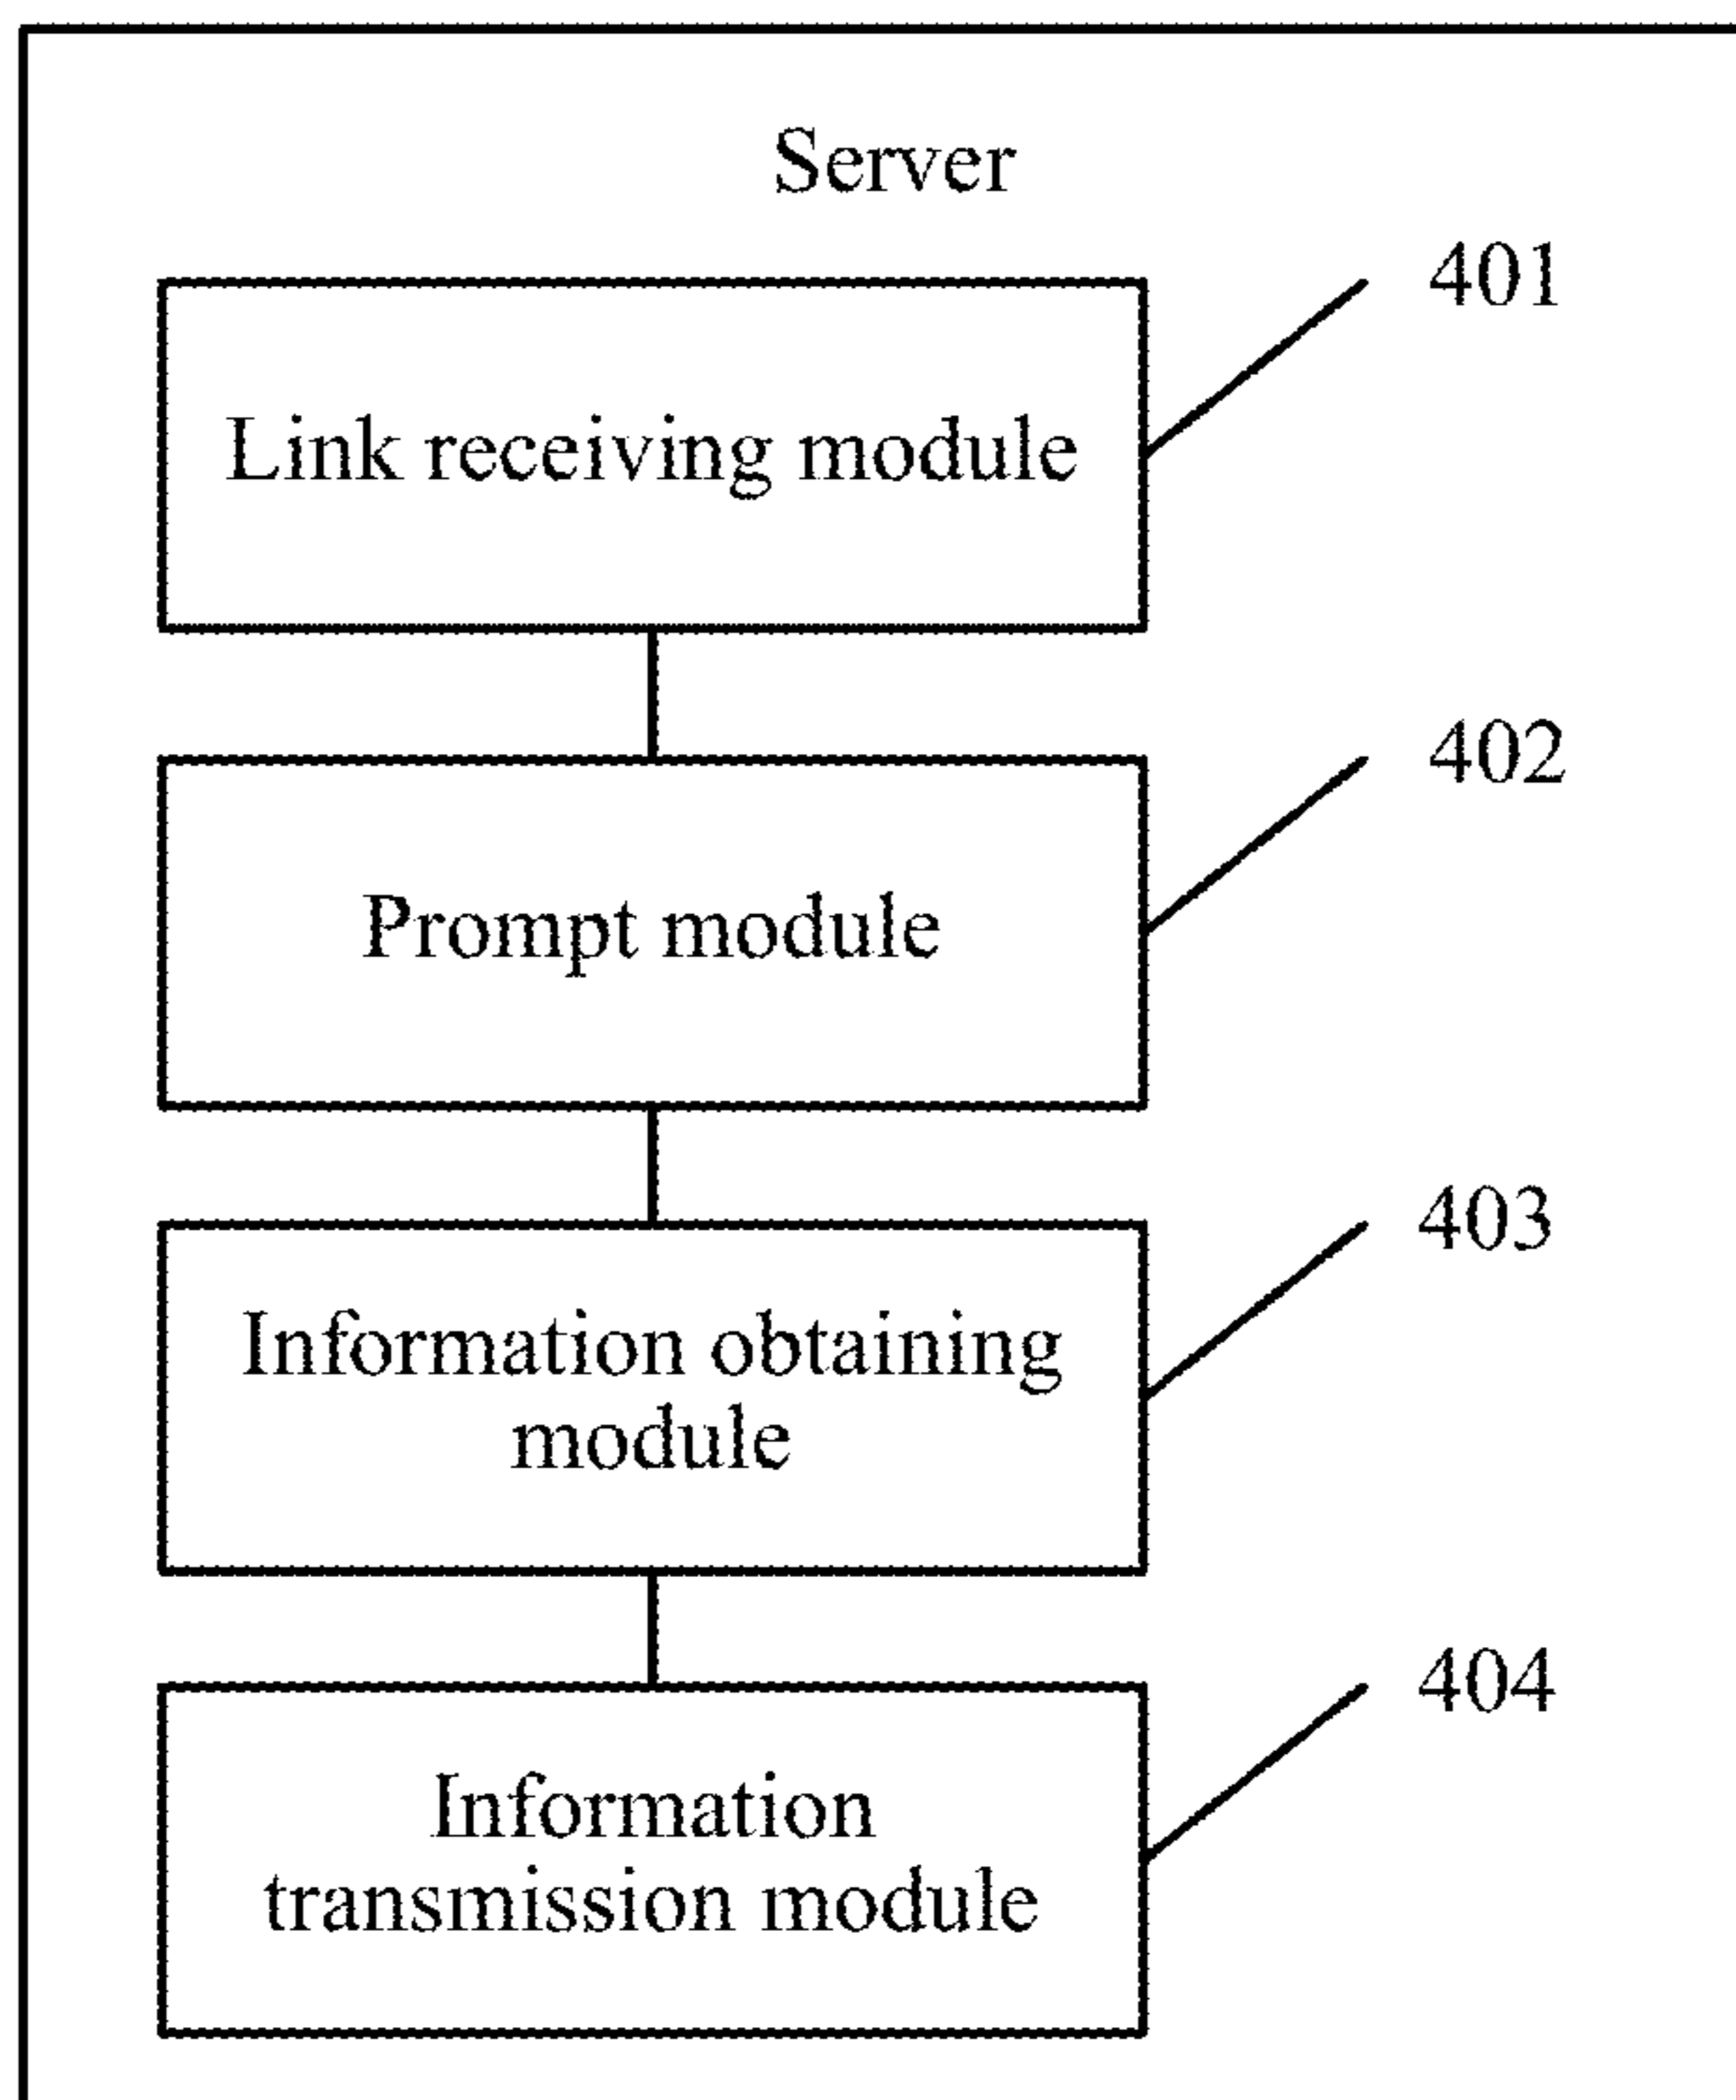 Server
401
Link receiving module
402
Prompt module
403
Information obtaining
module
404
Information
transmission module